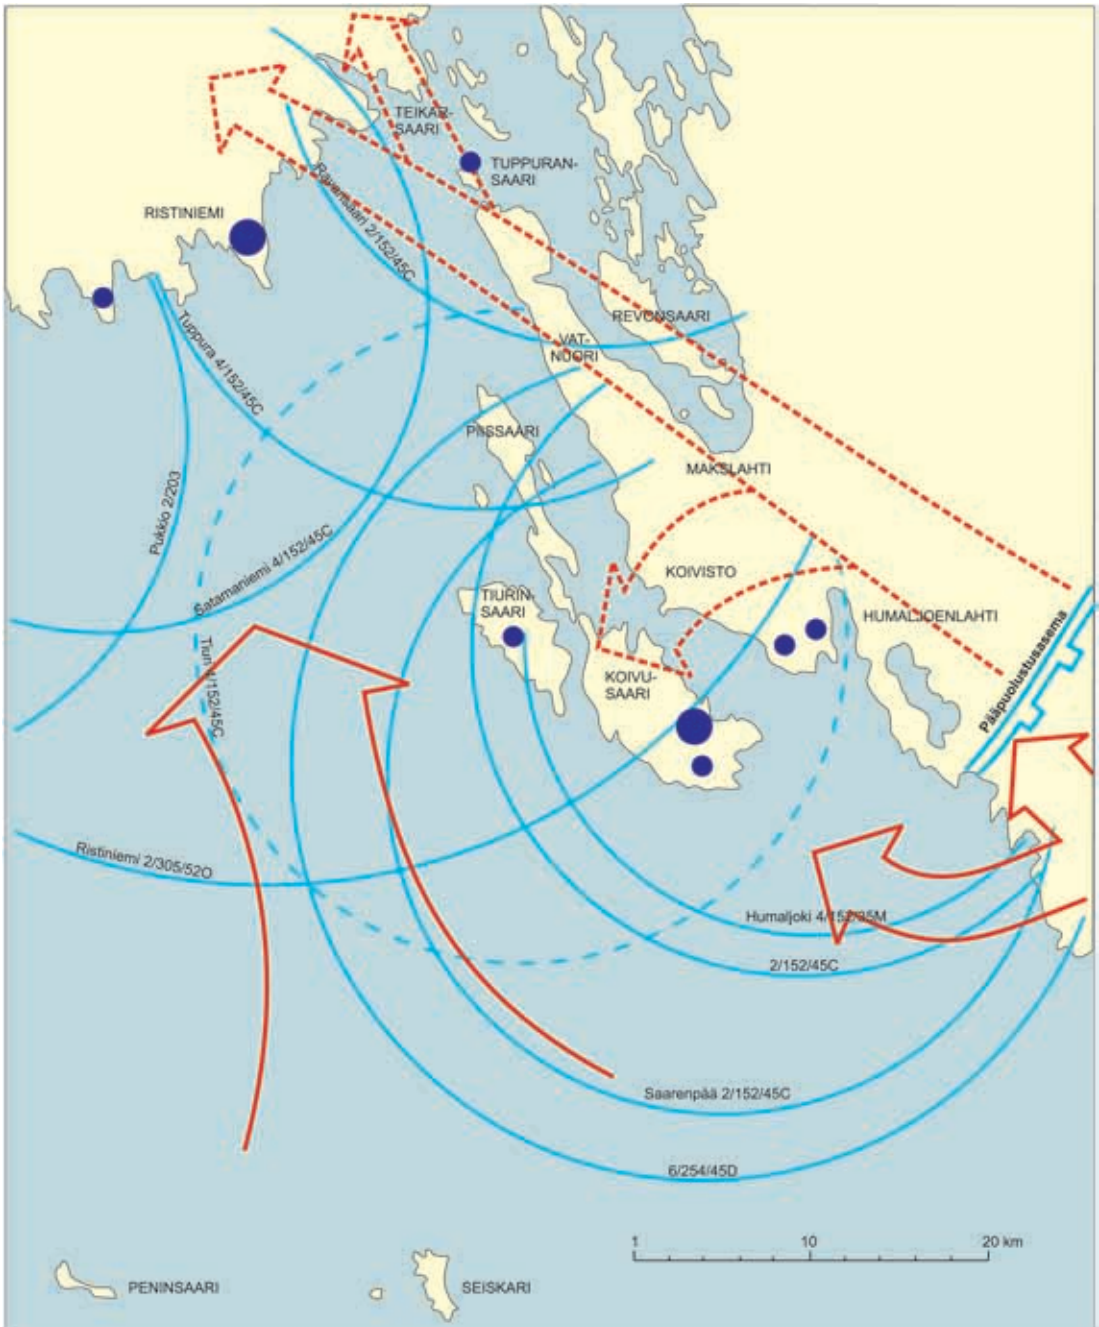 TEIKAR-
SAARI
TUPPURAN-
SAARI
RISTINIEMI
Ravansaari 2/152/45C
REVONSAARI
VAT-
NUORI
Tuppura 4/152/45C
PIISSAARI
MAKSLAHTI
Pukkio 2/203
Satamaniemi 4/152/45C
KOIVISTO
TIURIN-
SAARI
HUMALJOENLAHTI
Tiuri 4/152/45C
KOIVU-
SAARI
Pääpuolustusasema
Ristiniemi 2/305/52O
Humaljoki 4/152/35M
2/152/45C
Saarenpää 2/152/45C
6/254/45D
1 10 20 km
PENINSAARI
SEISKARI